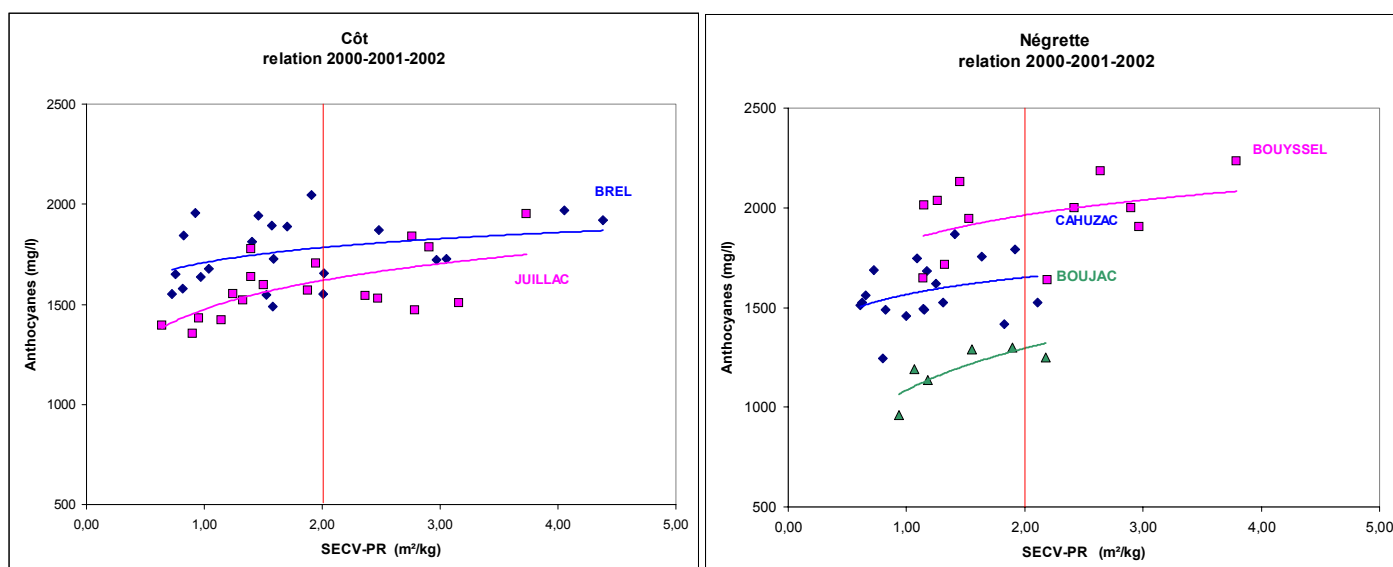 Côt
relation 2000-2001-2002
2500
2000
1500
1000
500
Anthocyanes (mg/l)
BREL
JUILLAC
0,00
1,00
2,00
3,00
4,00
5,00
SECV-PR (m²/kg)
Négrette
relation 2000-2001-2002
2500
2000
1500
1000
500
Anthocyanes (mg/l)
BOUYSSEL
CAHUZAC
BOUJAC
0,00
1,00
2,00
3,00
4,00
5,00
SECV-PR (m²/kg)